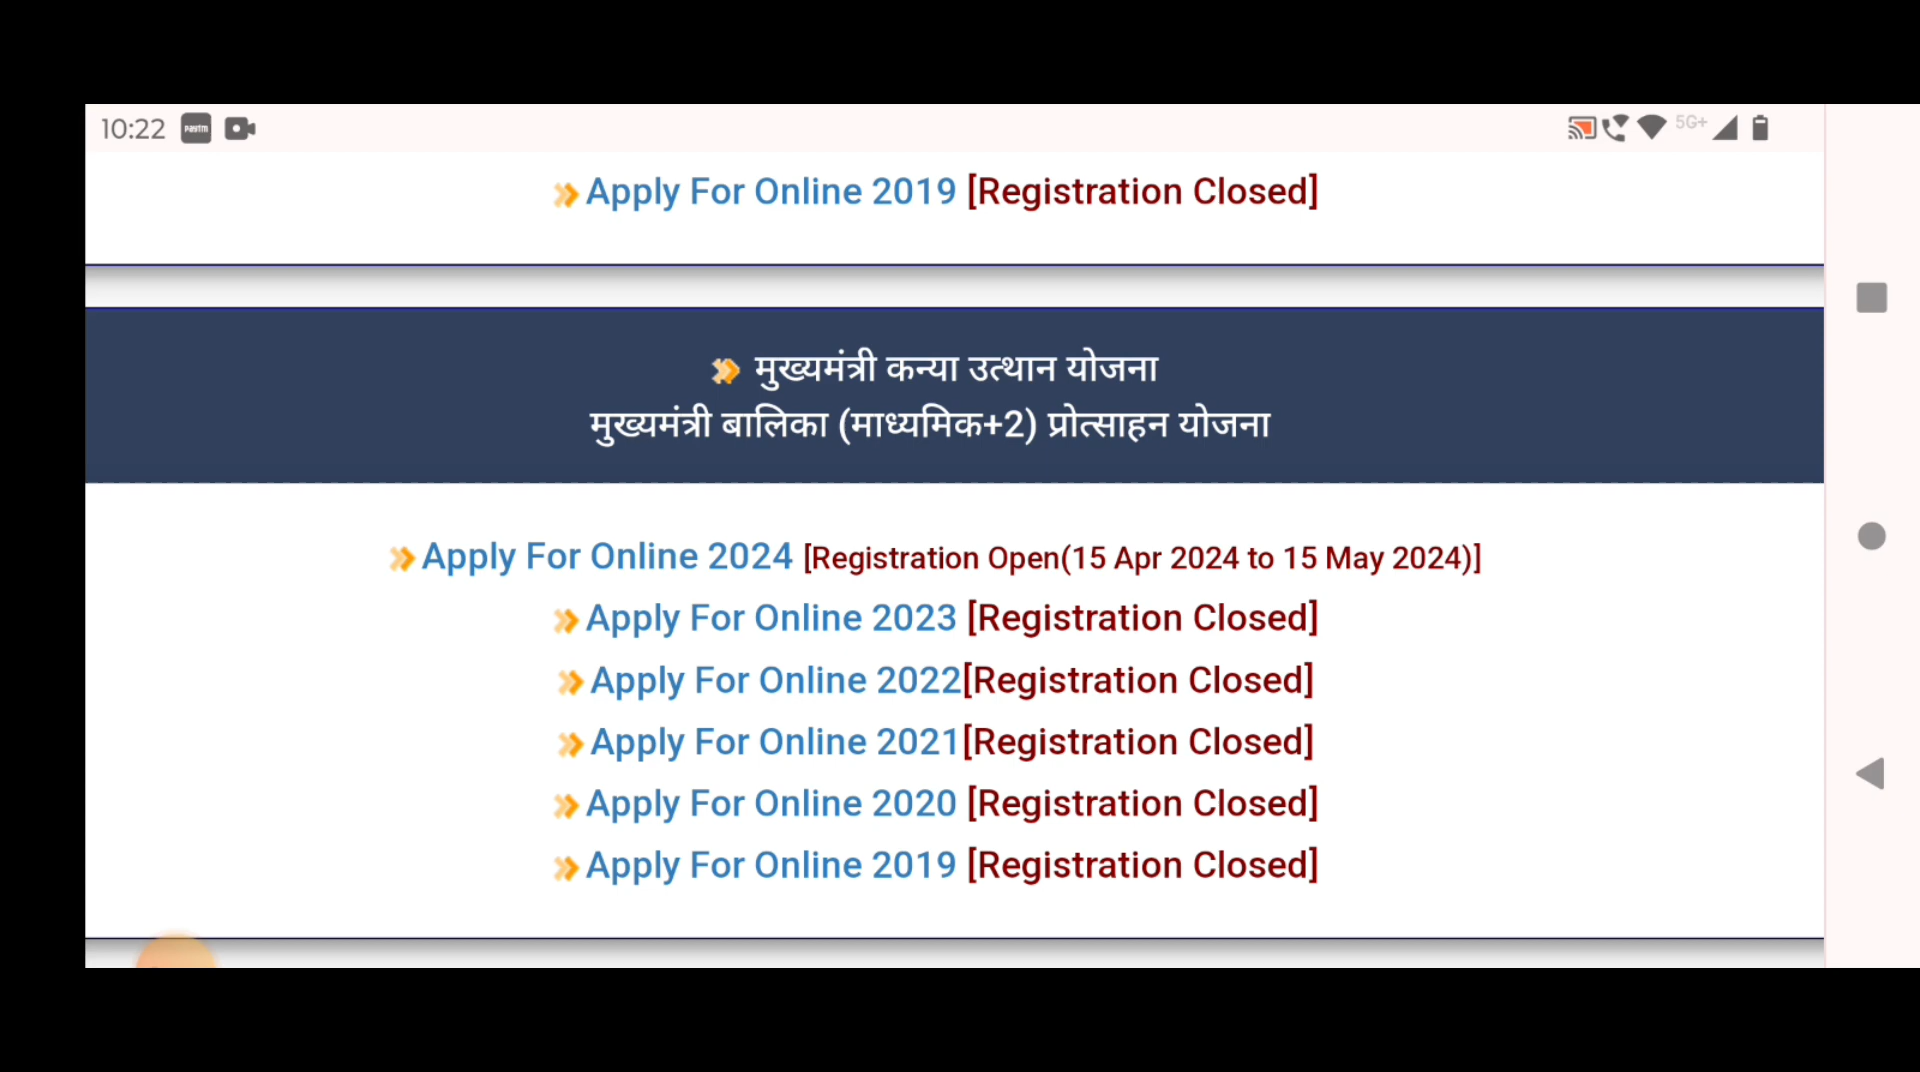 10:22 paytm 5G+
Apply For Online 2019 [Registration Closed]
मुख्यमंत्री कन्या उत्थान योजना
मुख्यमंत्री बालिका (माध्यमिक+2) प्रोत्साहन योजना
Apply For Online 2024 [Registration Open(15 Apr 2024 to 15 May 2024)]
Apply For Online 2023 [Registration Closed]
Apply For Online 2022[Registration Closed]
Apply For Online 2021[Registration Closed]
Apply For Online 2020 [Registration Closed]
Apply For Online 2019 [Registration Closed]